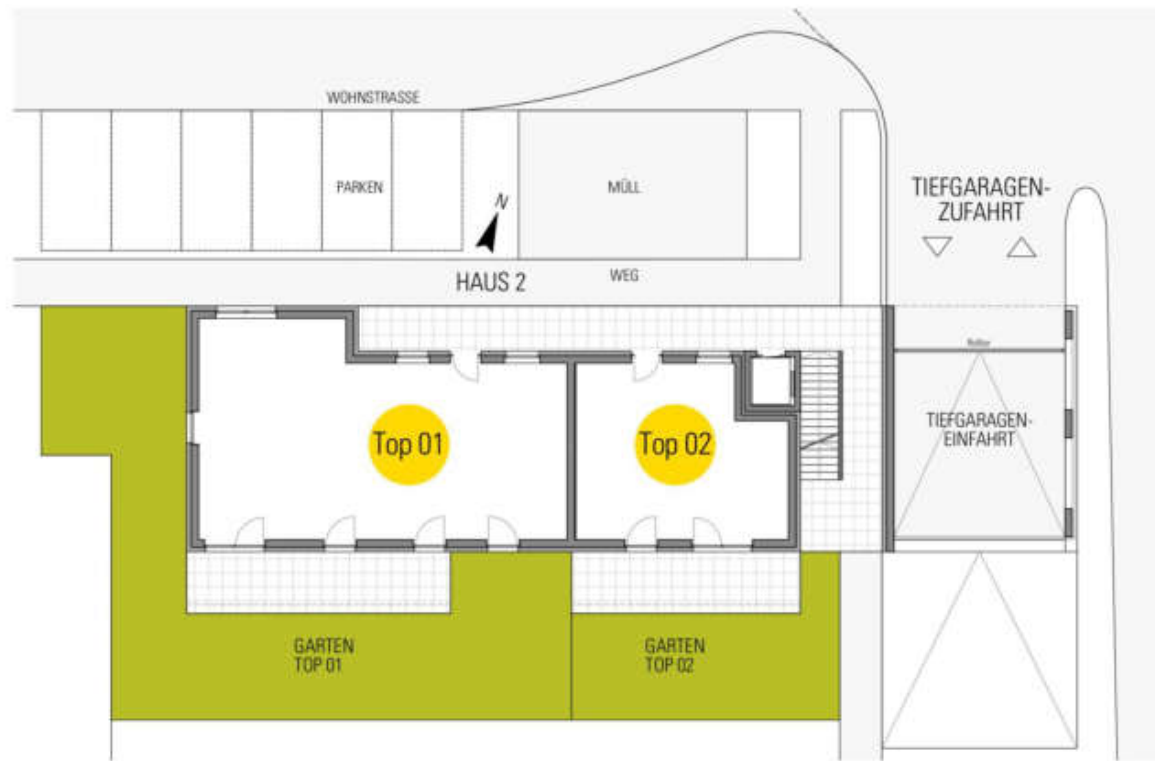 WOHNSTRASSE
PARKEN
MÜLL
TIEFGARAGEN-
ZUFAHRT
N
HAUS 2
WEG
Rolltor
TIEFGARAGEN-
EINFAHRT
Top 01
Top 02
GARTEN
TOP 01
GARTEN
TOP 02